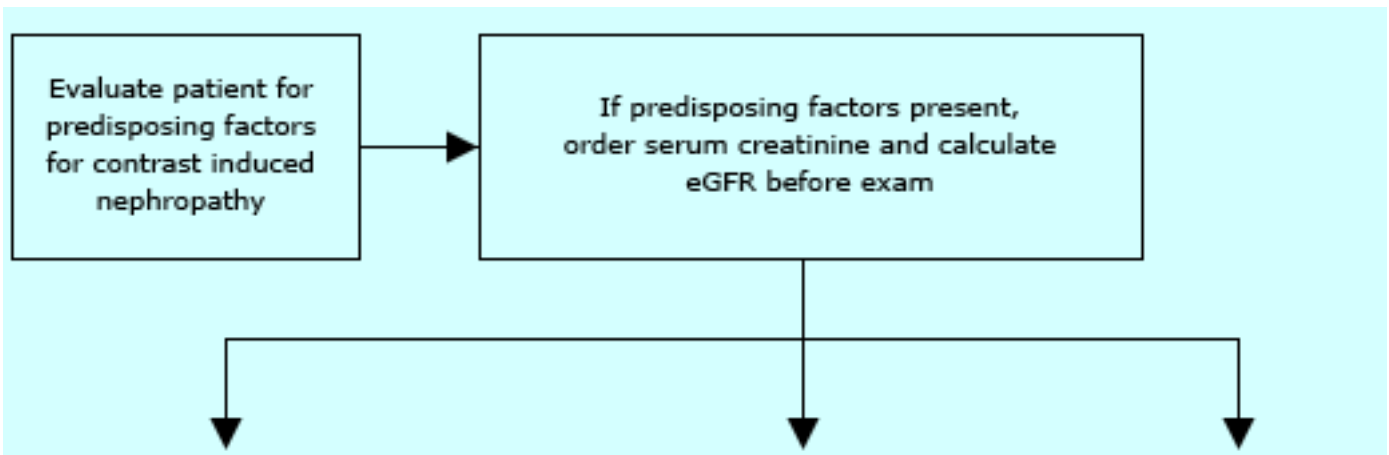 Evaluate patient for
predisposing factors
for contrast induced
nephropathy
If predisposing factors present,
order serum creatinine and calculate
eGFR before exam